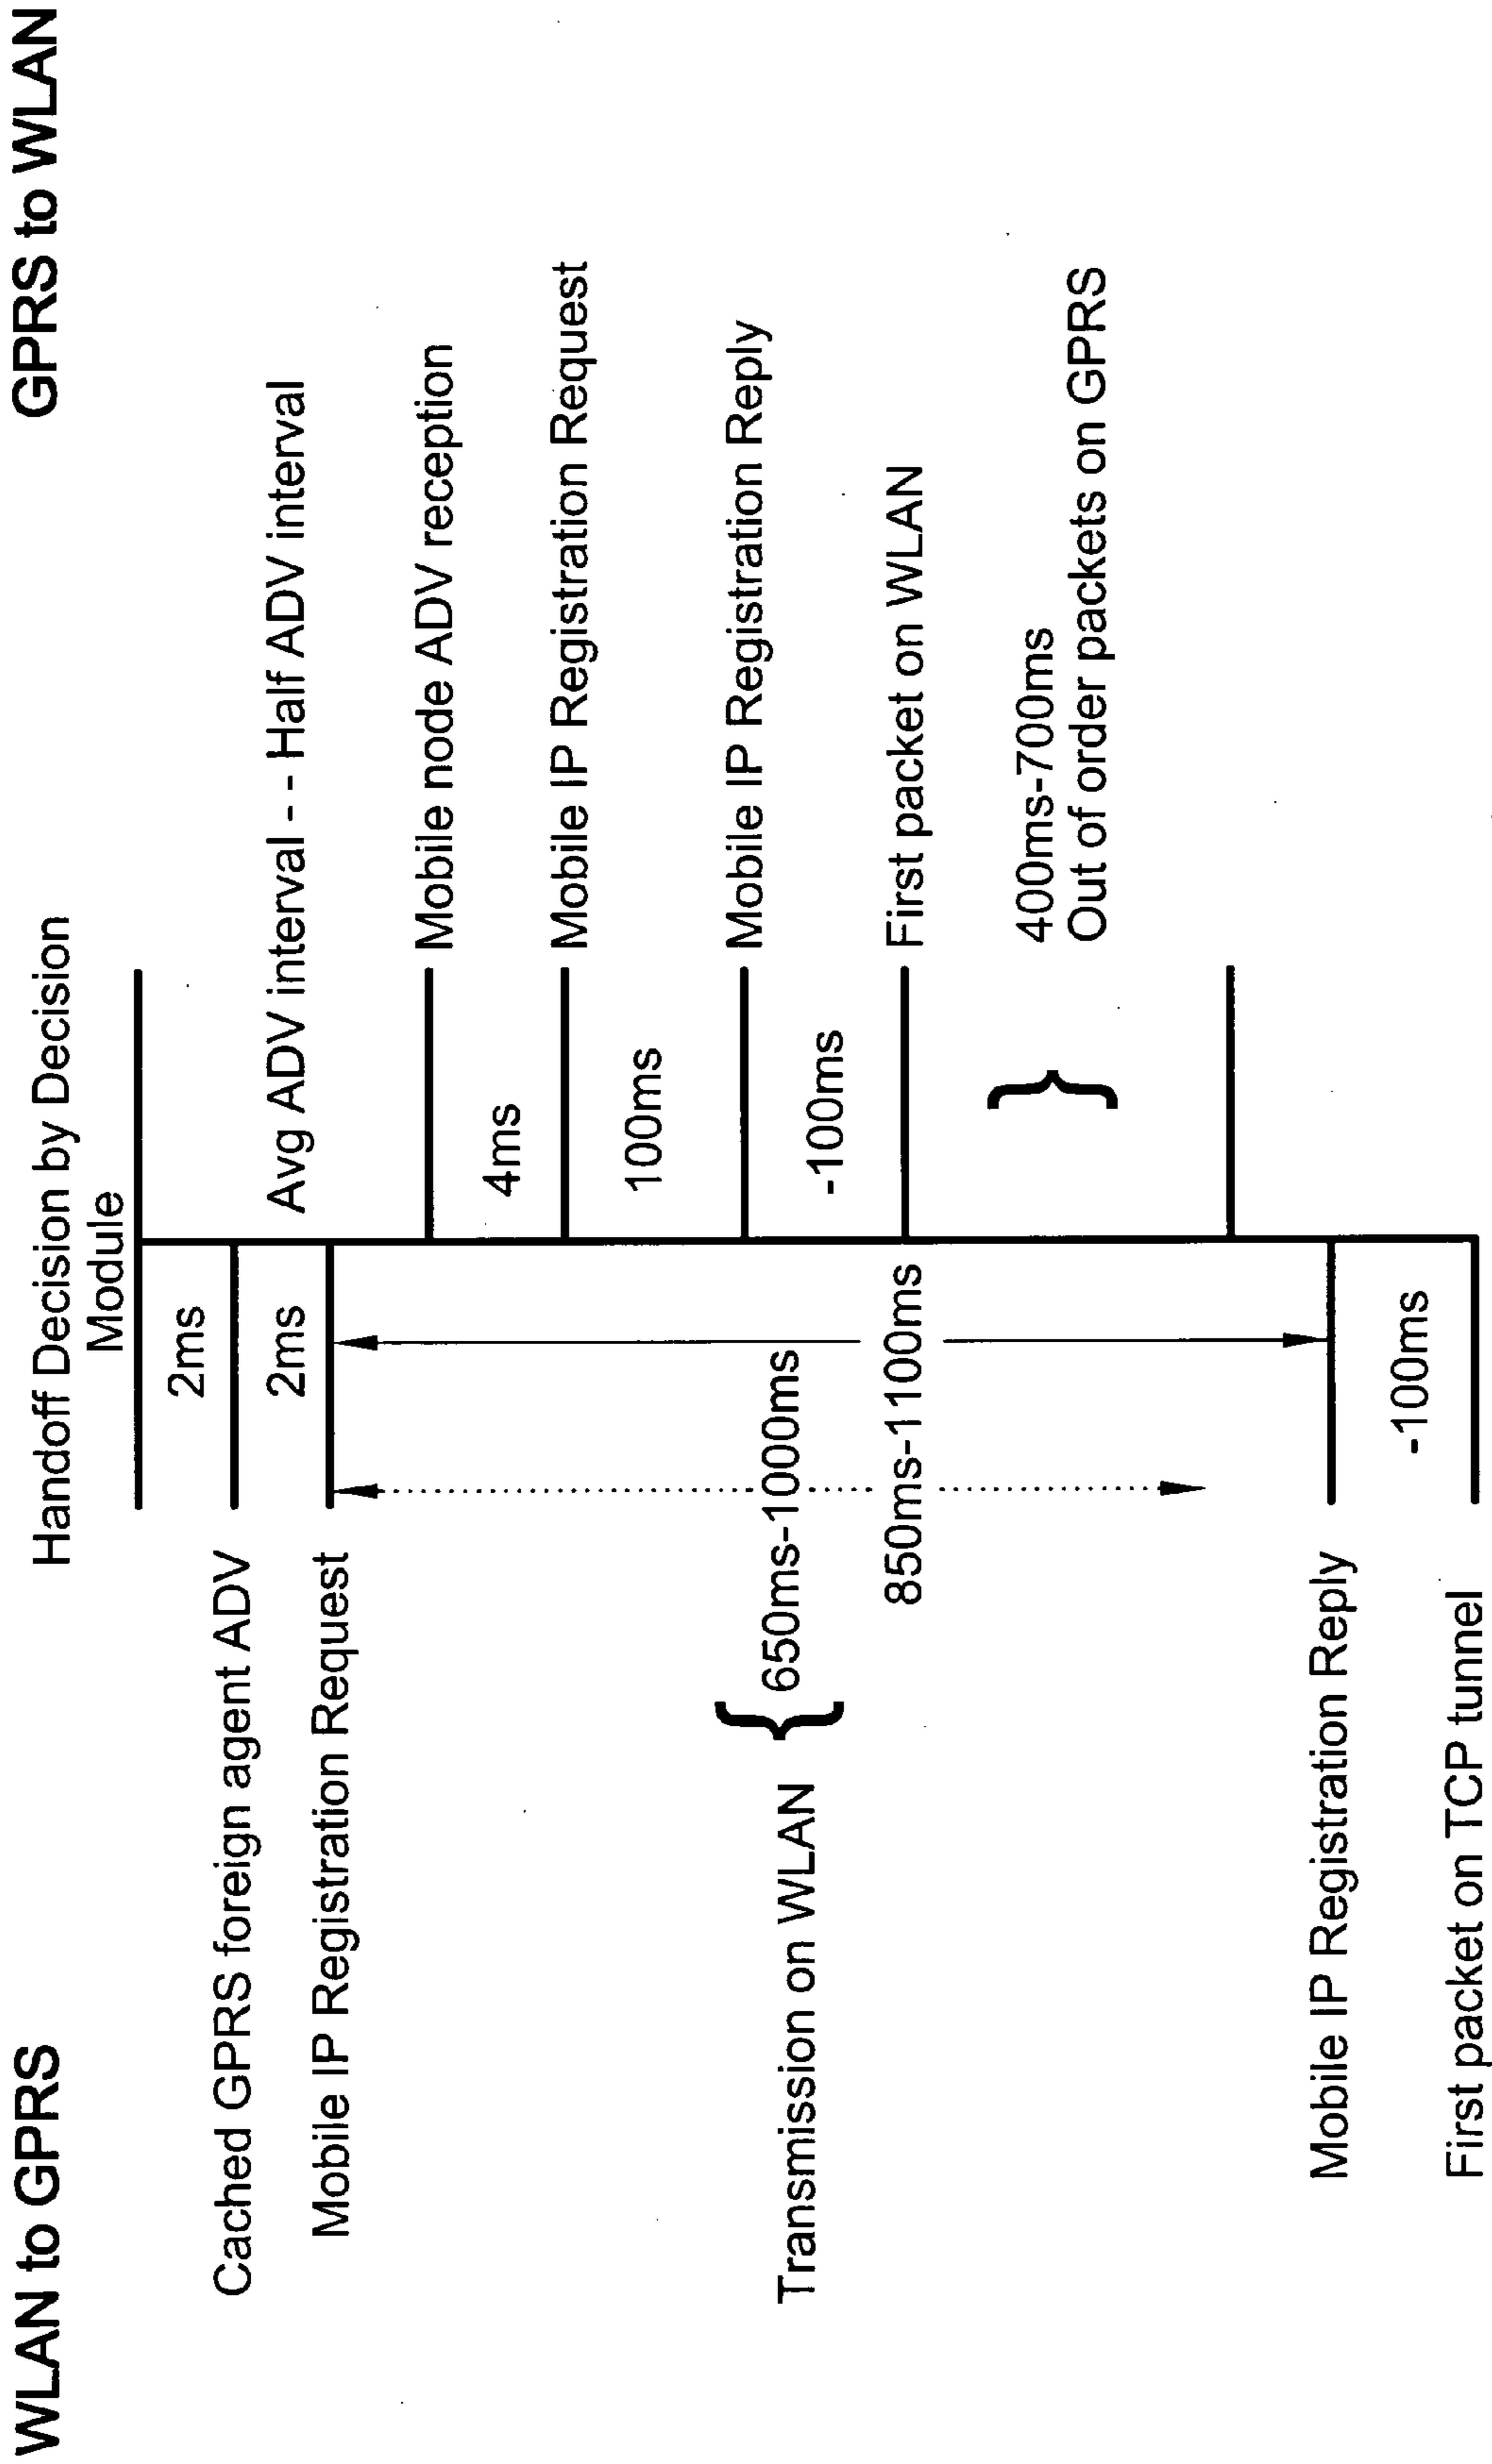 WLAN to GPRS
GPRS to WLAN
Handoff Decision by Decision
Module
2ms
Cached GPRS foreign agent ADV
2ms
Avg ADV interval - - Half ADV interval
Mobile IP Registration Request
Mobile node ADV reception
4ms
Mobile IP Registration Request
100ms
Mobile IP Registration Reply
Transmission on WLAN
650ms-1000ms
-100ms
850ms-1100ms
First packet on WLAN
400ms-700ms
Out of order packets on GPRS
Mobile IP Registration Reply
-100ms
First packet on TCP tunnel